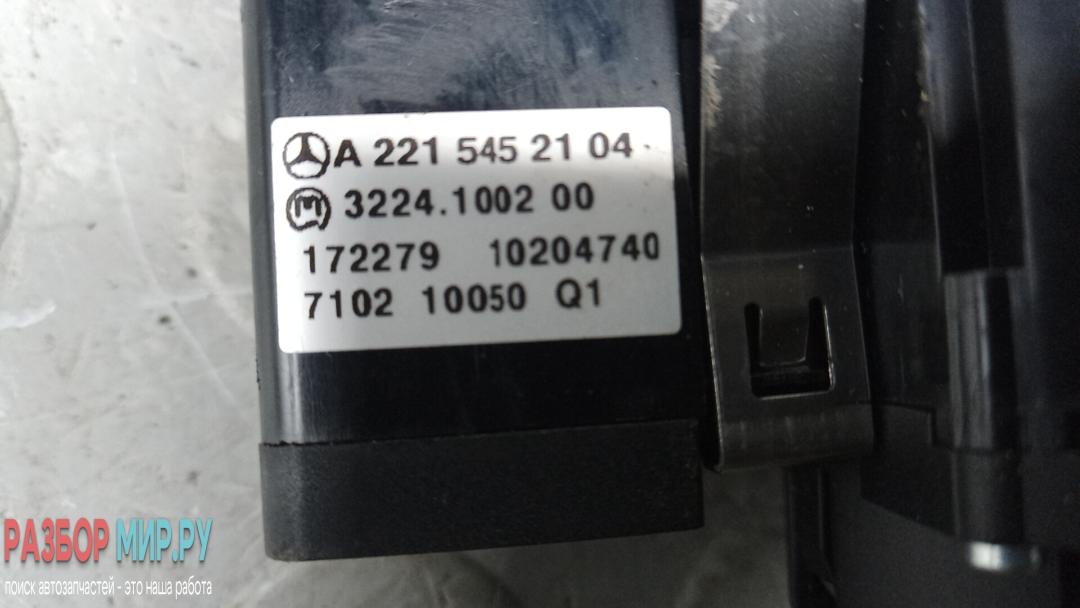 A 221 545 21 04
3224.1002 00
172279 10204740
7102 10050 Q1
РАЗБОР МИР.РУ
поиск автозапчастей - это наша работа